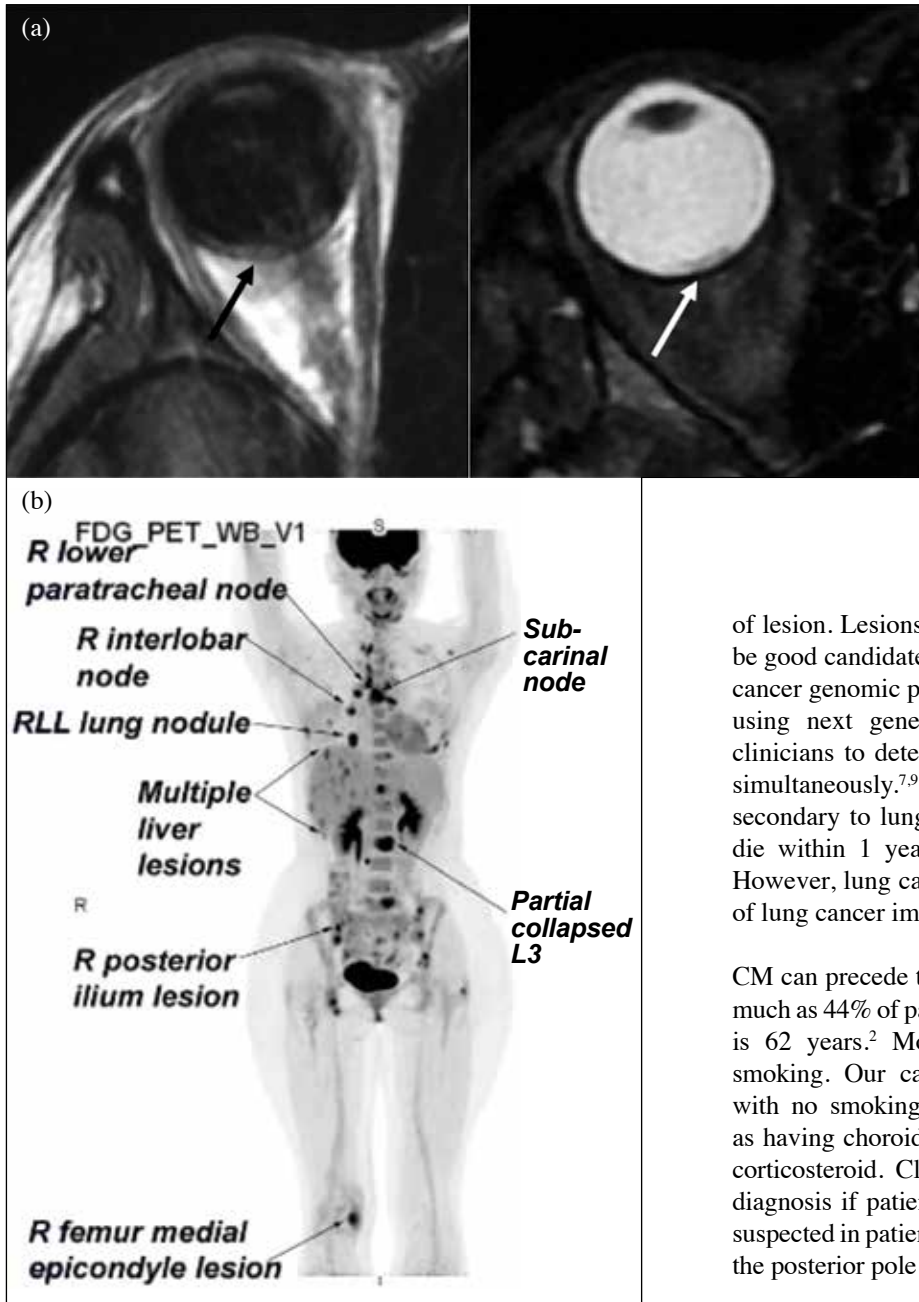 (a)
(b)
FDG_PET_WB_V1
S
R lower
paratracheal node
R interlobar
node
RLL lung nodule
Multiple
liver
lesions
R
R posterior
ilium lesion
R femur medial
epicondyle lesion
Sub-
carinal
node
Partial
collapsed
L3
I
of lesion. Lesions
be good candidate
cancer genomic p
using next gene
clinicians to dete
simultaneously.7,9
secondary to lung
die within 1 yea
However, lung ca
of lung cancer im
CM can precede t
much as 44% of pa
is 62 years.2 Mo
smoking. Our ca
with no smoking
as having choroid
corticosteroid. Cl
diagnosis if patie
suspected in patien
the posterior pole